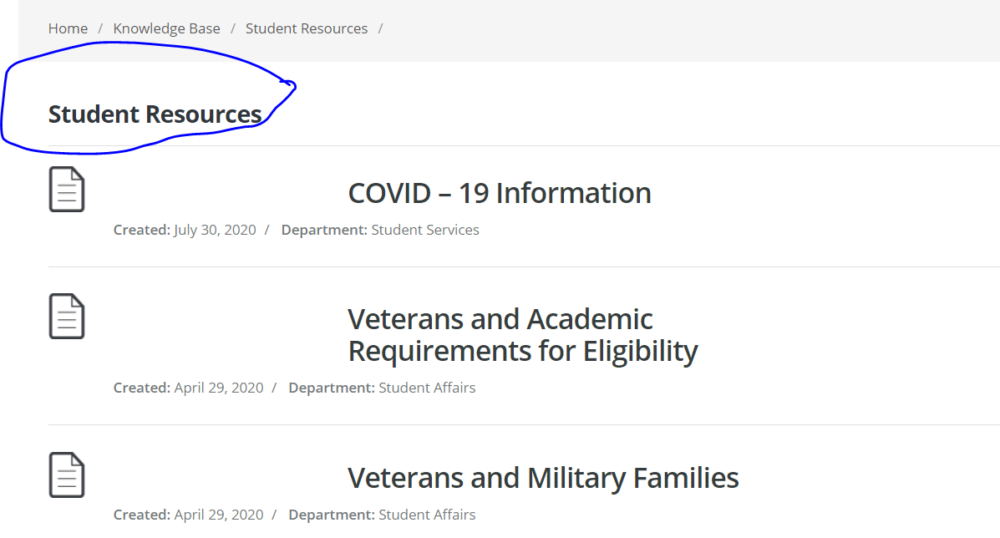 Home / Knowledge Base / Student Resources /
Student Resources
COVID – 19 Information
Created: July 30, 2020 / Department: Student Services
Veterans and Academic
Requirements for Eligibility
Created: April 29, 2020 / Department: Student Affairs
Veterans and Military Families
Created: April 29, 2020 / Department: Student Affairs